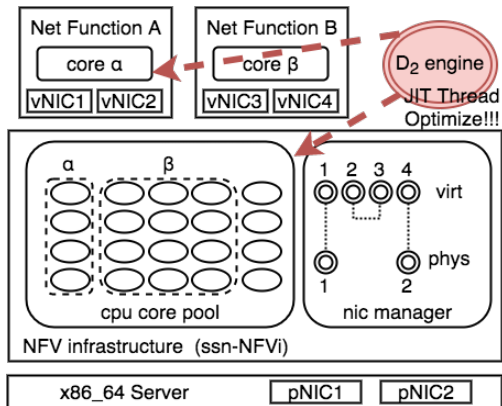 Net Function A
Net Function B
core α
core β
D2 engine
vNIC1 vNIC2
vNIC3 vNIC4
JIT Thread
Optimize!!!
α
β
1 2 3 4
virt
phys
1 2
cpu core pool
nic manager
NFV infrastructure (ssn-NFVi)
x86_64 Server
pNIC1
pNIC2